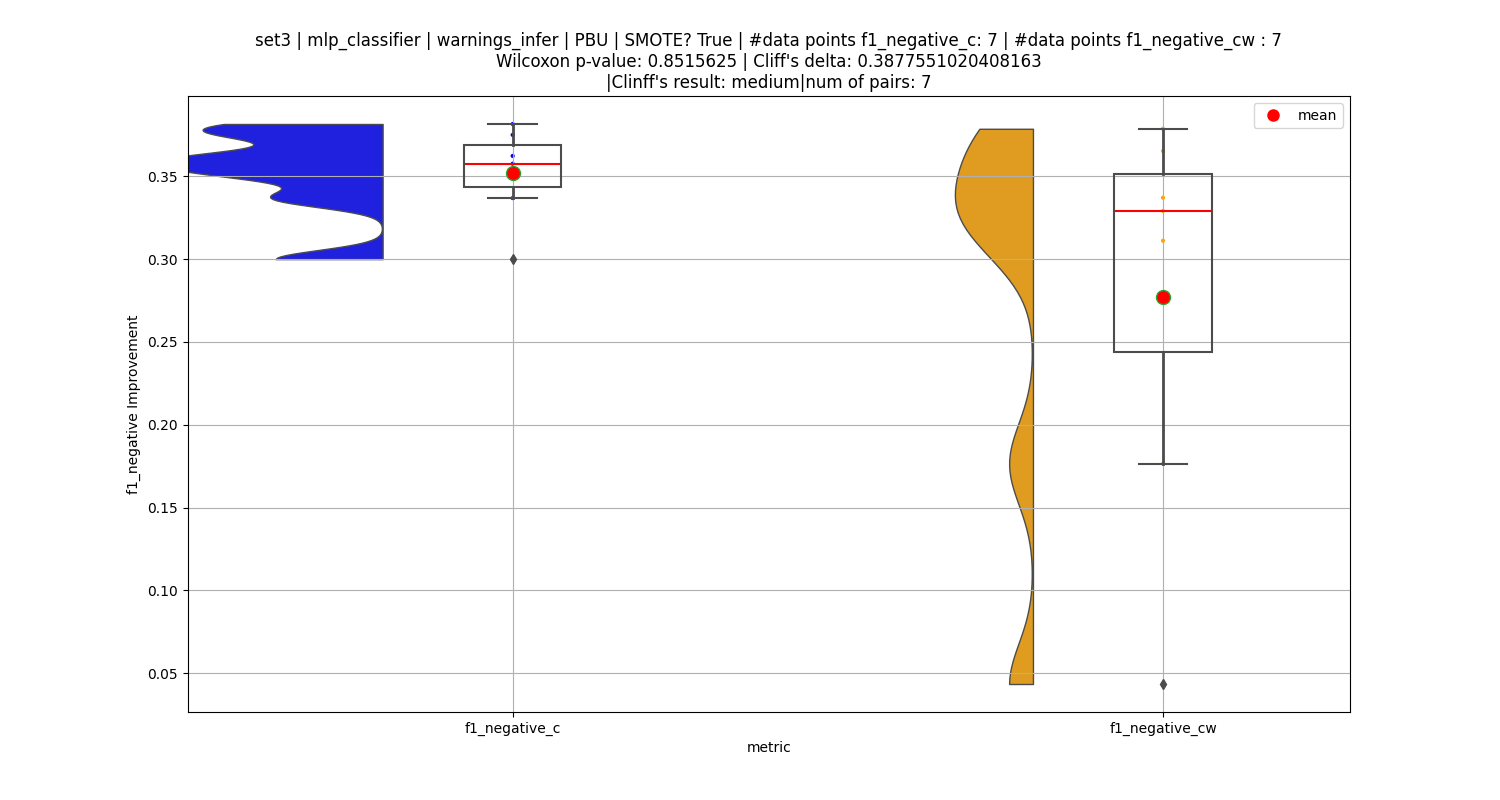 set3 | mlp_classifier | warnings_infer | PBU | SMOTE? True | #data points f1_negative_c: 7 | #data points f1_negative_cw : 7
Wilcoxon p-value: 0.8515625 | Cliff's delta: 0.3877551020408163
|Clinff's result: medium|num of pairs: 7
mean
0.35
0.30
0.25
0.20
0.15
0.10
0.05
f1_negative Improvement
f1_negative_c
f1_negative_cw
metric